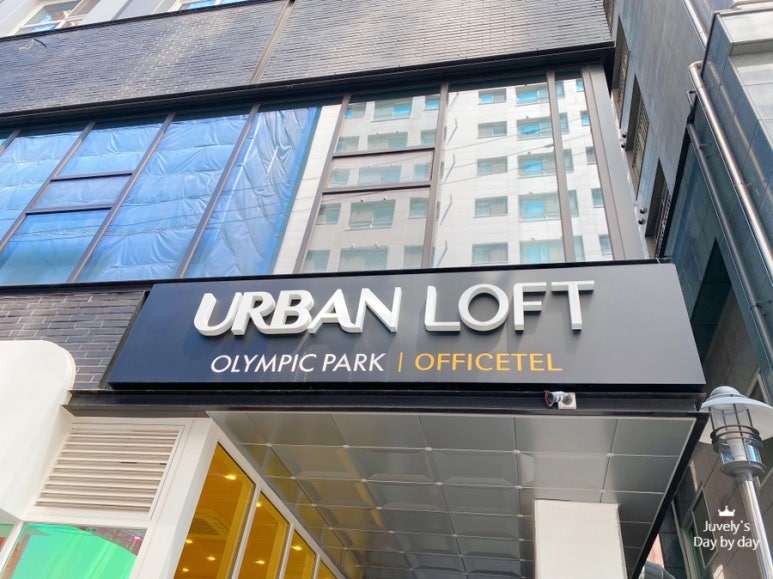 URBAN LOFT
OLYMPIC PARK | OFFICETEL
Juvely's
Day by day